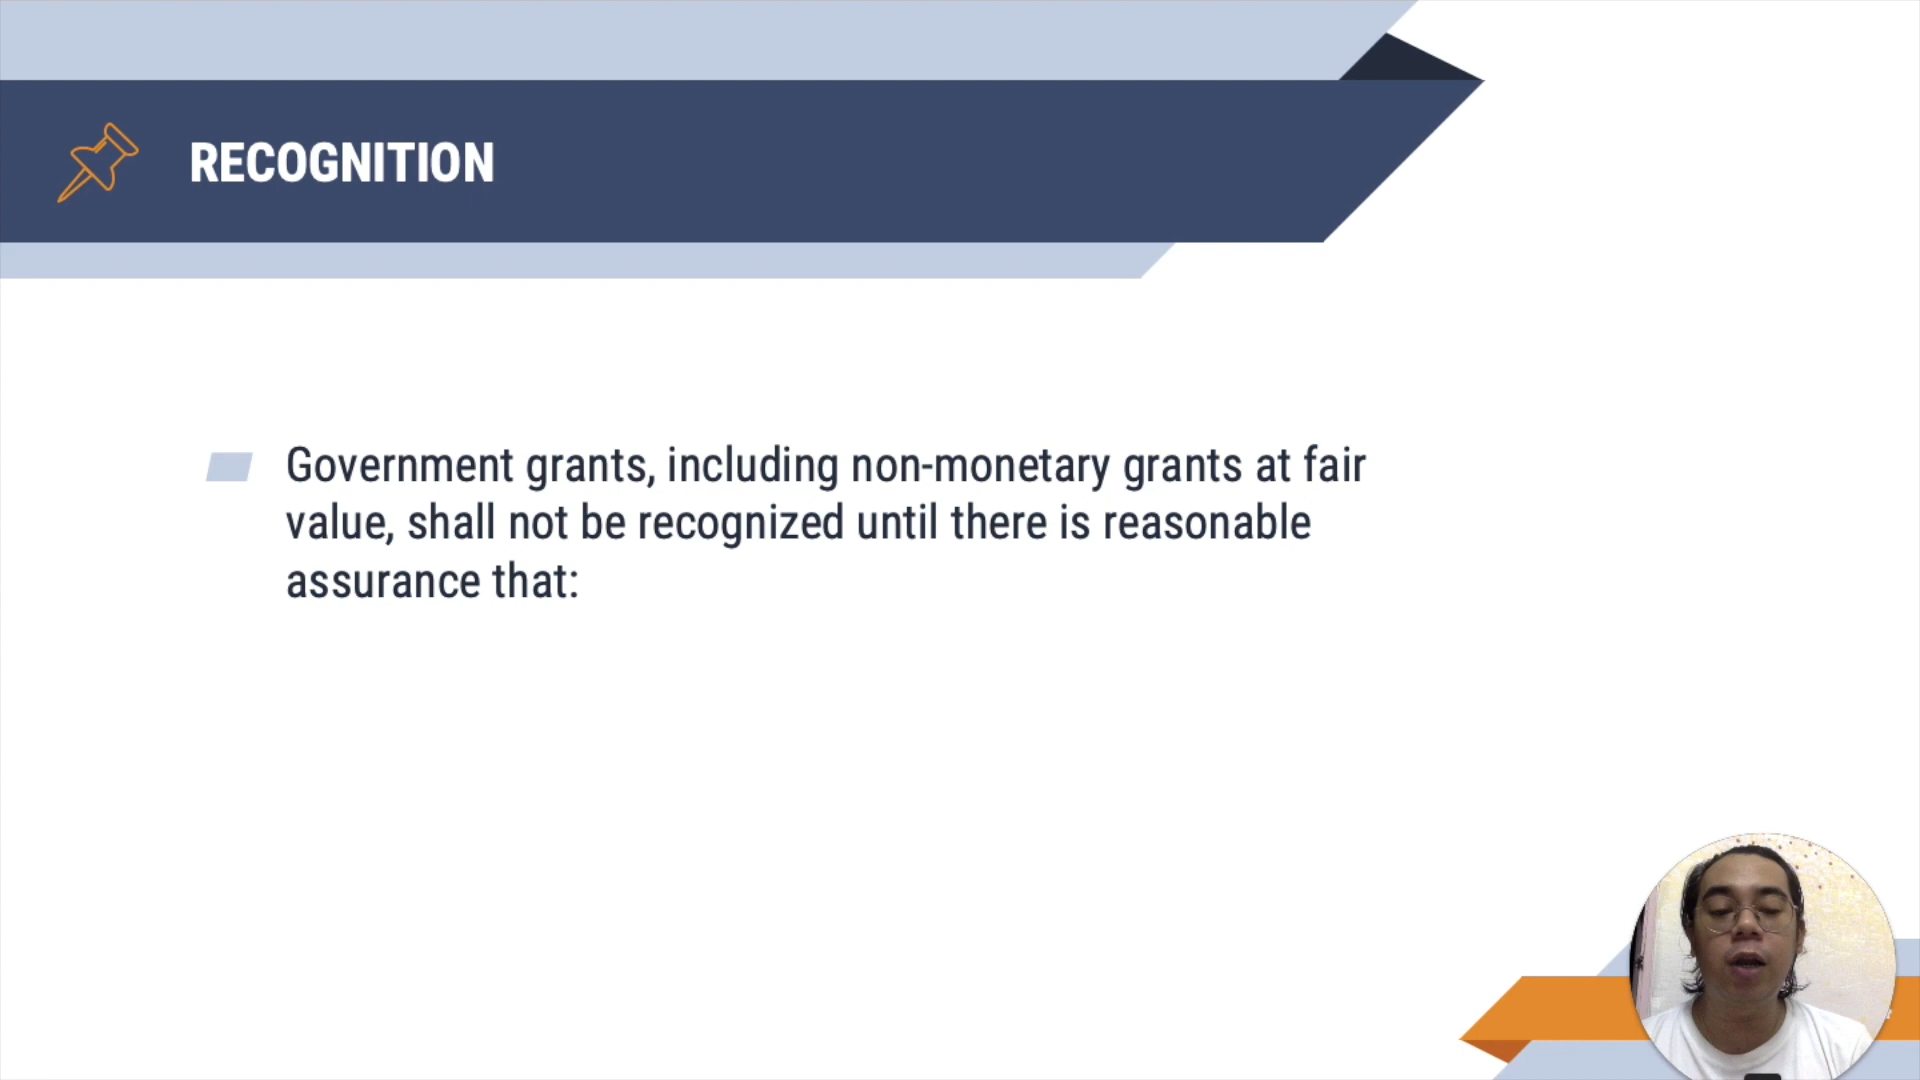 RECOGNITION
Government grants, including non-monetary grants at fair
value, shall not be recognized until there is reasonable
assurance that: